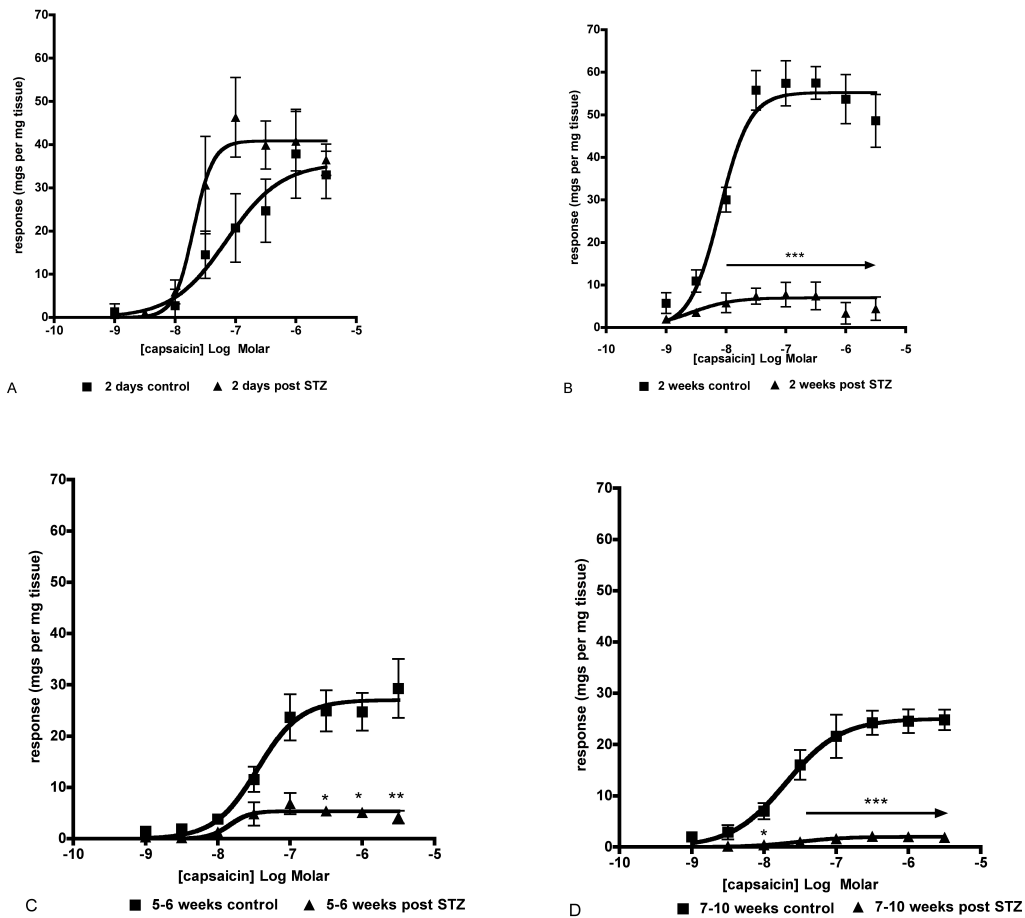 70
60
50
40
30
20
10
0
response (mgs per mg tissue)
-10 -9 -8 -7 -6 -5
[capsaicin] Log Molar
A ■ 2 days control ▲ 2 days post STZ
70
60
50
40
30
20
10
0
response (mgs per mg tissue)
***
-10 -9 -8 -7 -6 -5
[capsaicin] Log Molar
B ■ 2 weeks control ▲ 2 weeks post STZ
70
60
50
40
30
20
10
0
response (mgs per mg tissue)
* * **
-10 -9 -8 -7 -6 -5
[capsaicin] Log Molar
C ■ 5-6 weeks control ▲ 5-6 weeks post STZ
70
60
50
40
30
20
10
0
response (mgs per mg tissue)
***
*
-10 -9 -8 -7 -6 -5
[capsaicin] Log Molar
D ■ 7-10 weeks control ▲ 7-10 weeks post STZ